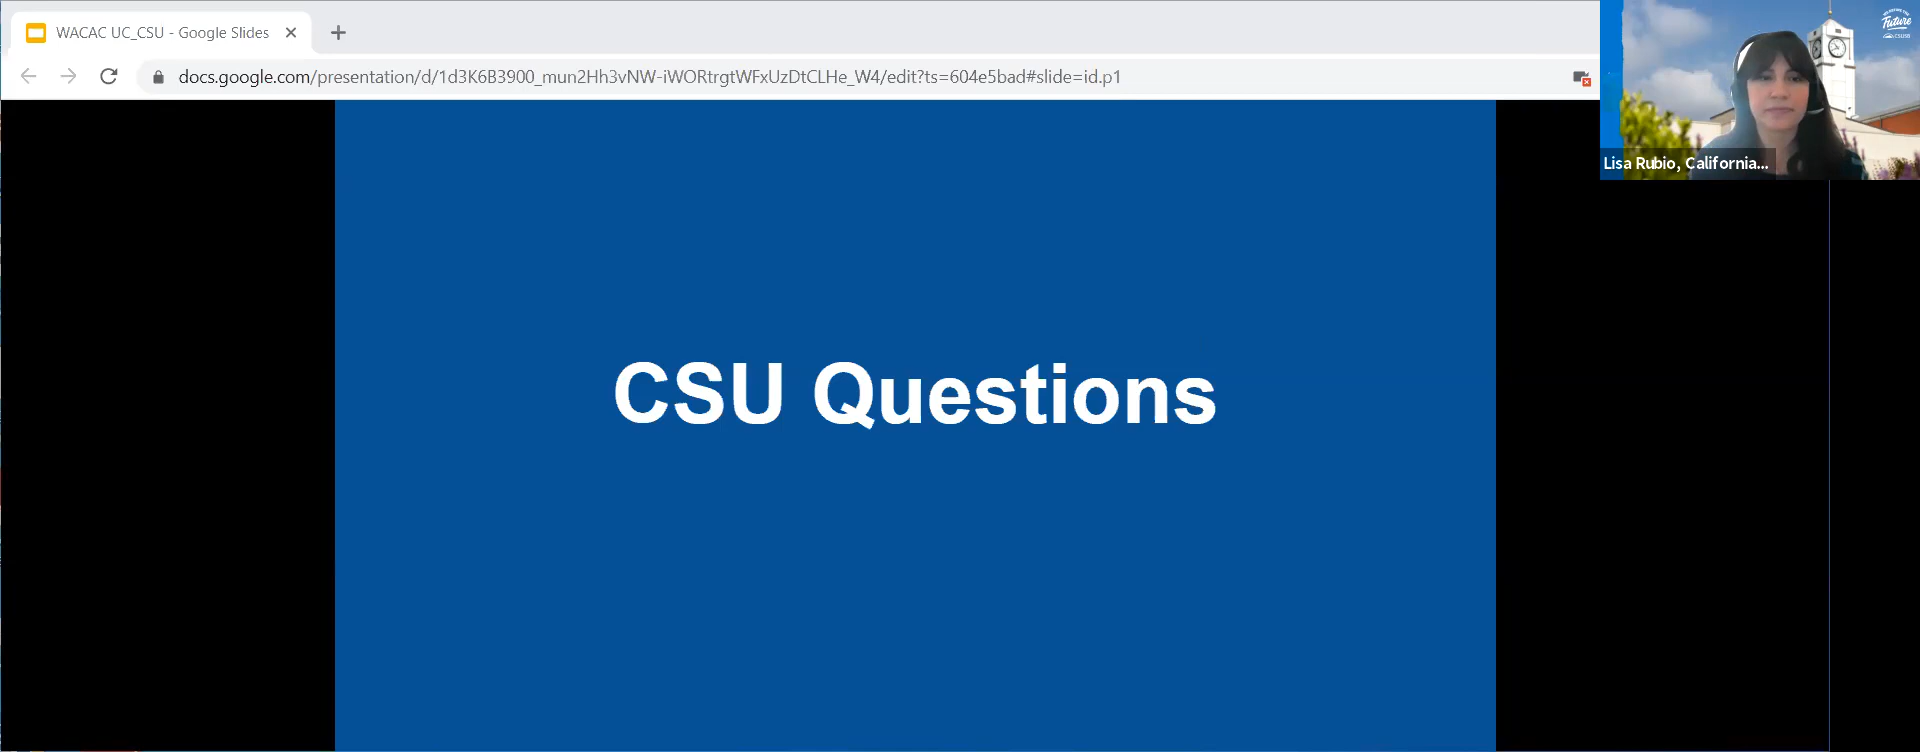 WACAC UC_CSU - Google Slides
docs.google.com/presentation/d/1d3K6B3900_mun2Hh3vNW-iWORtrgtWFxUzDtCLHe_W4/edit?ts=604e5bad#slide=id.p1
Future
CSUSB
Lisa Rubio, California...
CSU Questions